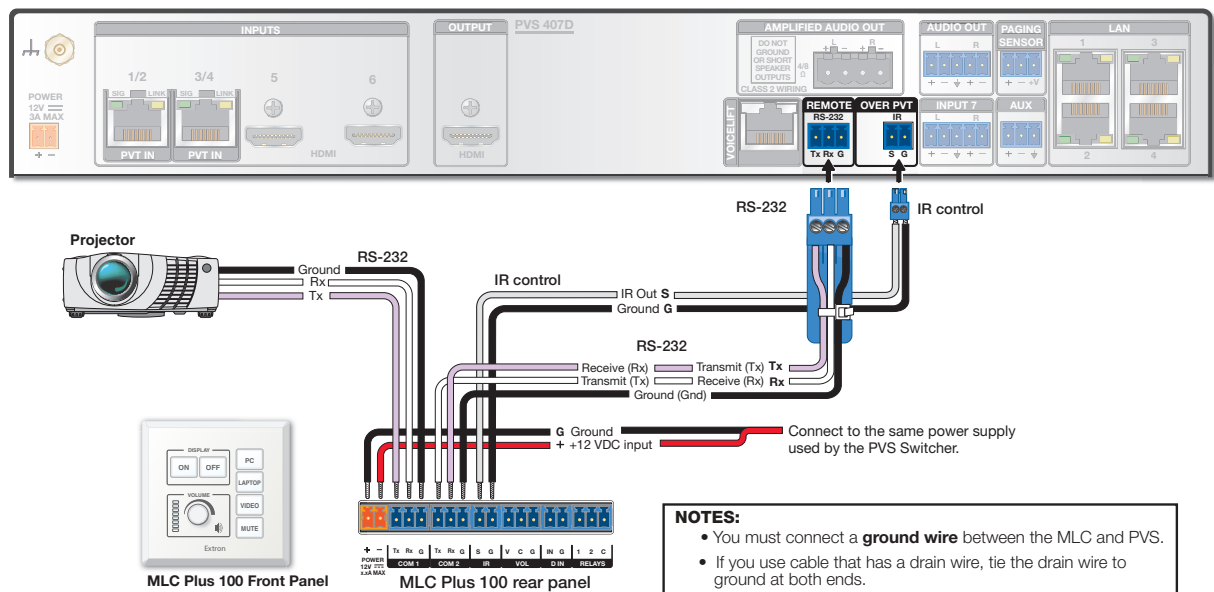 INPUTS
OUTPUT
PVS 407D
AMPLIFIED AUDIO OUT
AUDIO OUT
PAGING
SENSOR
LAN
DO NOT
GROUND
OR SHORT
SPEAKER
OUTPUTS
L R
+ − + −
4/8
Ω
CLASS 2 WIRING
L R
+ − + −
+ − +V
1
3
1/2
3/4
5
6
SIG LINK
SIG LINK
POWER
12V
3A MAX
+ −
PVT IN
PVT IN
HDMI
HDMI
VOICELIFT
REMOTE
RS-232
Tx Rx G
OVER PVT
IR
S G
INPUT 7
L R
+ − + −
AUX
+ −
2
4
RS-232
IR control
Projector
RS-232
Ground
Rx
Tx
IR control
IR Out S
Ground G
RS-232
Receive (Rx) Transmit (Tx) Tx
Transmit (Tx) Receive (Rx) Rx
Ground (Gnd)
G Ground
+ +12 VDC input
Connect to the same power supply
used by the PVS Switcher.
DISPLAY
ON OFF
PC
LAPTOP
VOLUME
VIDEO
MUTE
Extron
MLC Plus 100 Front Panel
+ −
POWER
12V
x.xA MAX
Tx Rx G
COM 1
Tx Rx G
COM 2
S G
IR
V C G
VOL
IN G
D IN
1 2 C
RELAYS
MLC Plus 100 rear panel
NOTES:
• You must connect a ground wire between the MLC and PVS.
• If you use cable that has a drain wire, tie the drain wire to
ground at both ends.